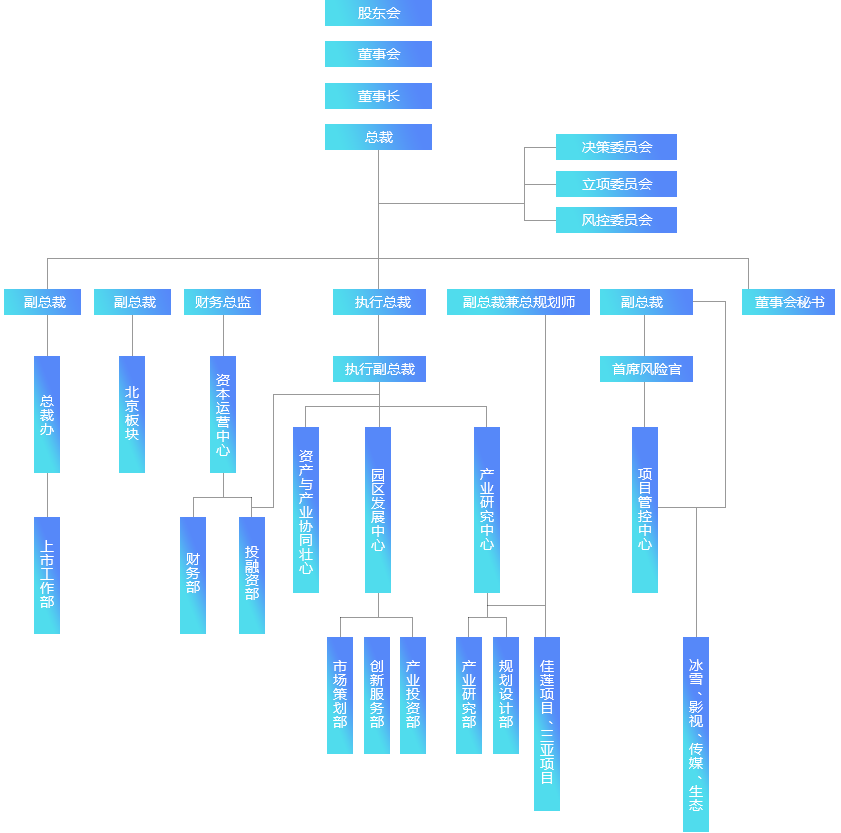 股东会
董事会
董事长
总裁
决策委员会
立项委员会
风控委员会
副总裁
副总裁
财务总监
执行总裁
副总裁兼总规划师
副总裁
董事会秘书
执行副总裁
首席风险官
总裁办
北京板块
资本运营中心
资产与产业协同壮心
园区发展中心
产业研究中心
项目管控中心
上市工作部
财务部
投融资部
市场策划部
创新服务部
产业投资部
产业研究部
规划设计部
佳莲项目、三亚项目
冰雪、影视、传媒、生态